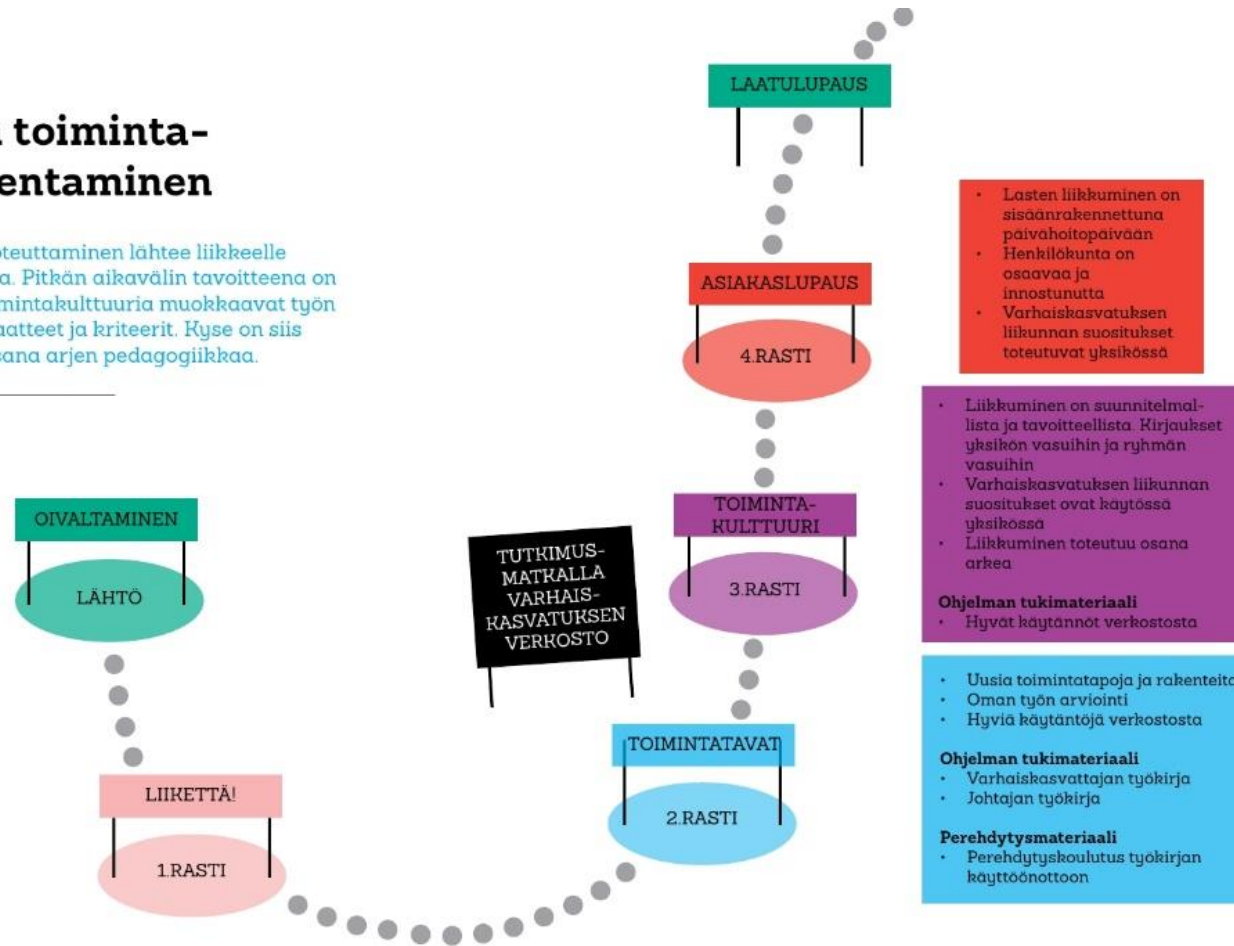 toiminta-
entaminen
oteuttaminen lähtee liikkeelle
a. Pitkän aikavälin tavoitteena on
mintakulttuuria muokkaavat työn
aatteet ja kriteerit. Kyse on siis
sana arjen pedagogiikkaa.
OIVALTAMINEN
LÄHTÖ
LIIKETTÄ!
1.RASTI
TUTKIMUS-
MATKALLA
VARHAIS-
KASVATUKSEN
VERKOSTO
TOIMINTATAVAT
2.RASTI
TOIMINTA-
KULTTUURI
3.RASTI
ASIAKASLUPAUS
4.RASTI
LAATULUPAUS
• Lasten liikkuminen on
sisäänrakennettuna
päivähoitopäivään
• Henkilökunta on
osaavaa ja
innostunutta
• Varhaiskasvatuksen
liikunnan suositukset
toteutuvat yksikössä
• Liikkuminen on suunnitelmal-
lista ja tavoitteellista. Kirjaukset
yksikön vasuihin ja ryhmän
vasuihin
• Varhaiskasvatuksen liikunnan
suositukset ovat käytössä
yksikössä
• Liikkuminen toteutuu osana
arkea
Ohjelman tukimateriaali
• Hyvät käytännöt verkostosta
• Uusia toimintatapoja ja rakenteita
• Oman työn arviointi
• Hyviä käytäntöjä verkostosta
Ohjelman tukimateriaali
• Varhaiskasvattajan työkirja
• Johtajan työkirja
Perehdytysmateriaali
• Perehdytyskoulutus työkirjan
käyttöönottoon